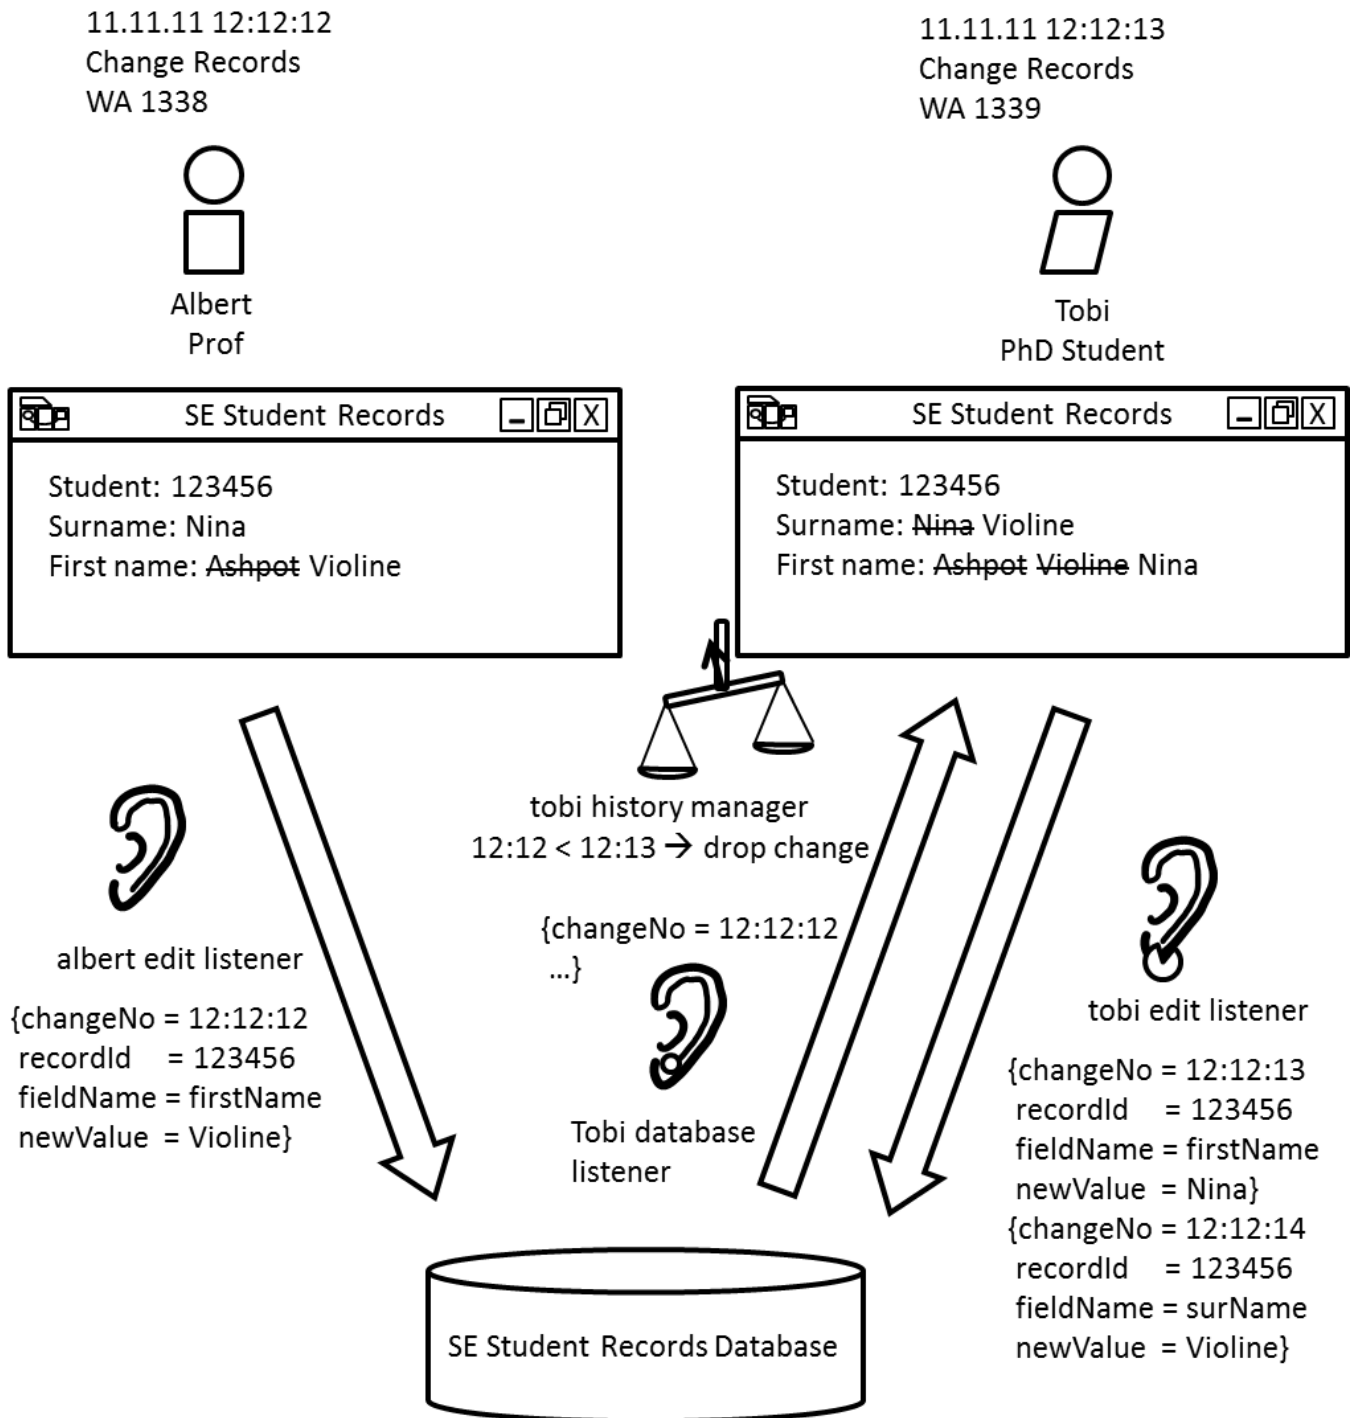 11.11.11 12:12:12
Change Records
WA 1338
11.11.11 12:12:13
Change Records
WA 1339
Albert
Prof
Tobi
PhD Student
SE Student Records
X
Student: 123456
Surname: Nina
First name: Ashpot Violine
SE Student Records
X
Student: 123456
Surname: Nina Violine
First name: Ashpot Violine Nina
tobi history manager
12:12 < 12:13 → drop change
{changeNo = 12:12:12
...}
albert edit listener
{changeNo = 12:12:12
recordId = 123456
fieldName = firstName
newValue = Violine}
Tobi database
listener
tobi edit listener
{changeNo = 12:12:13
recordId = 123456
fieldName = firstName
newValue = Nina}
{changeNo = 12:12:14
recordId = 123456
fieldName = surName
newValue = Violine}
SE Student Records Database